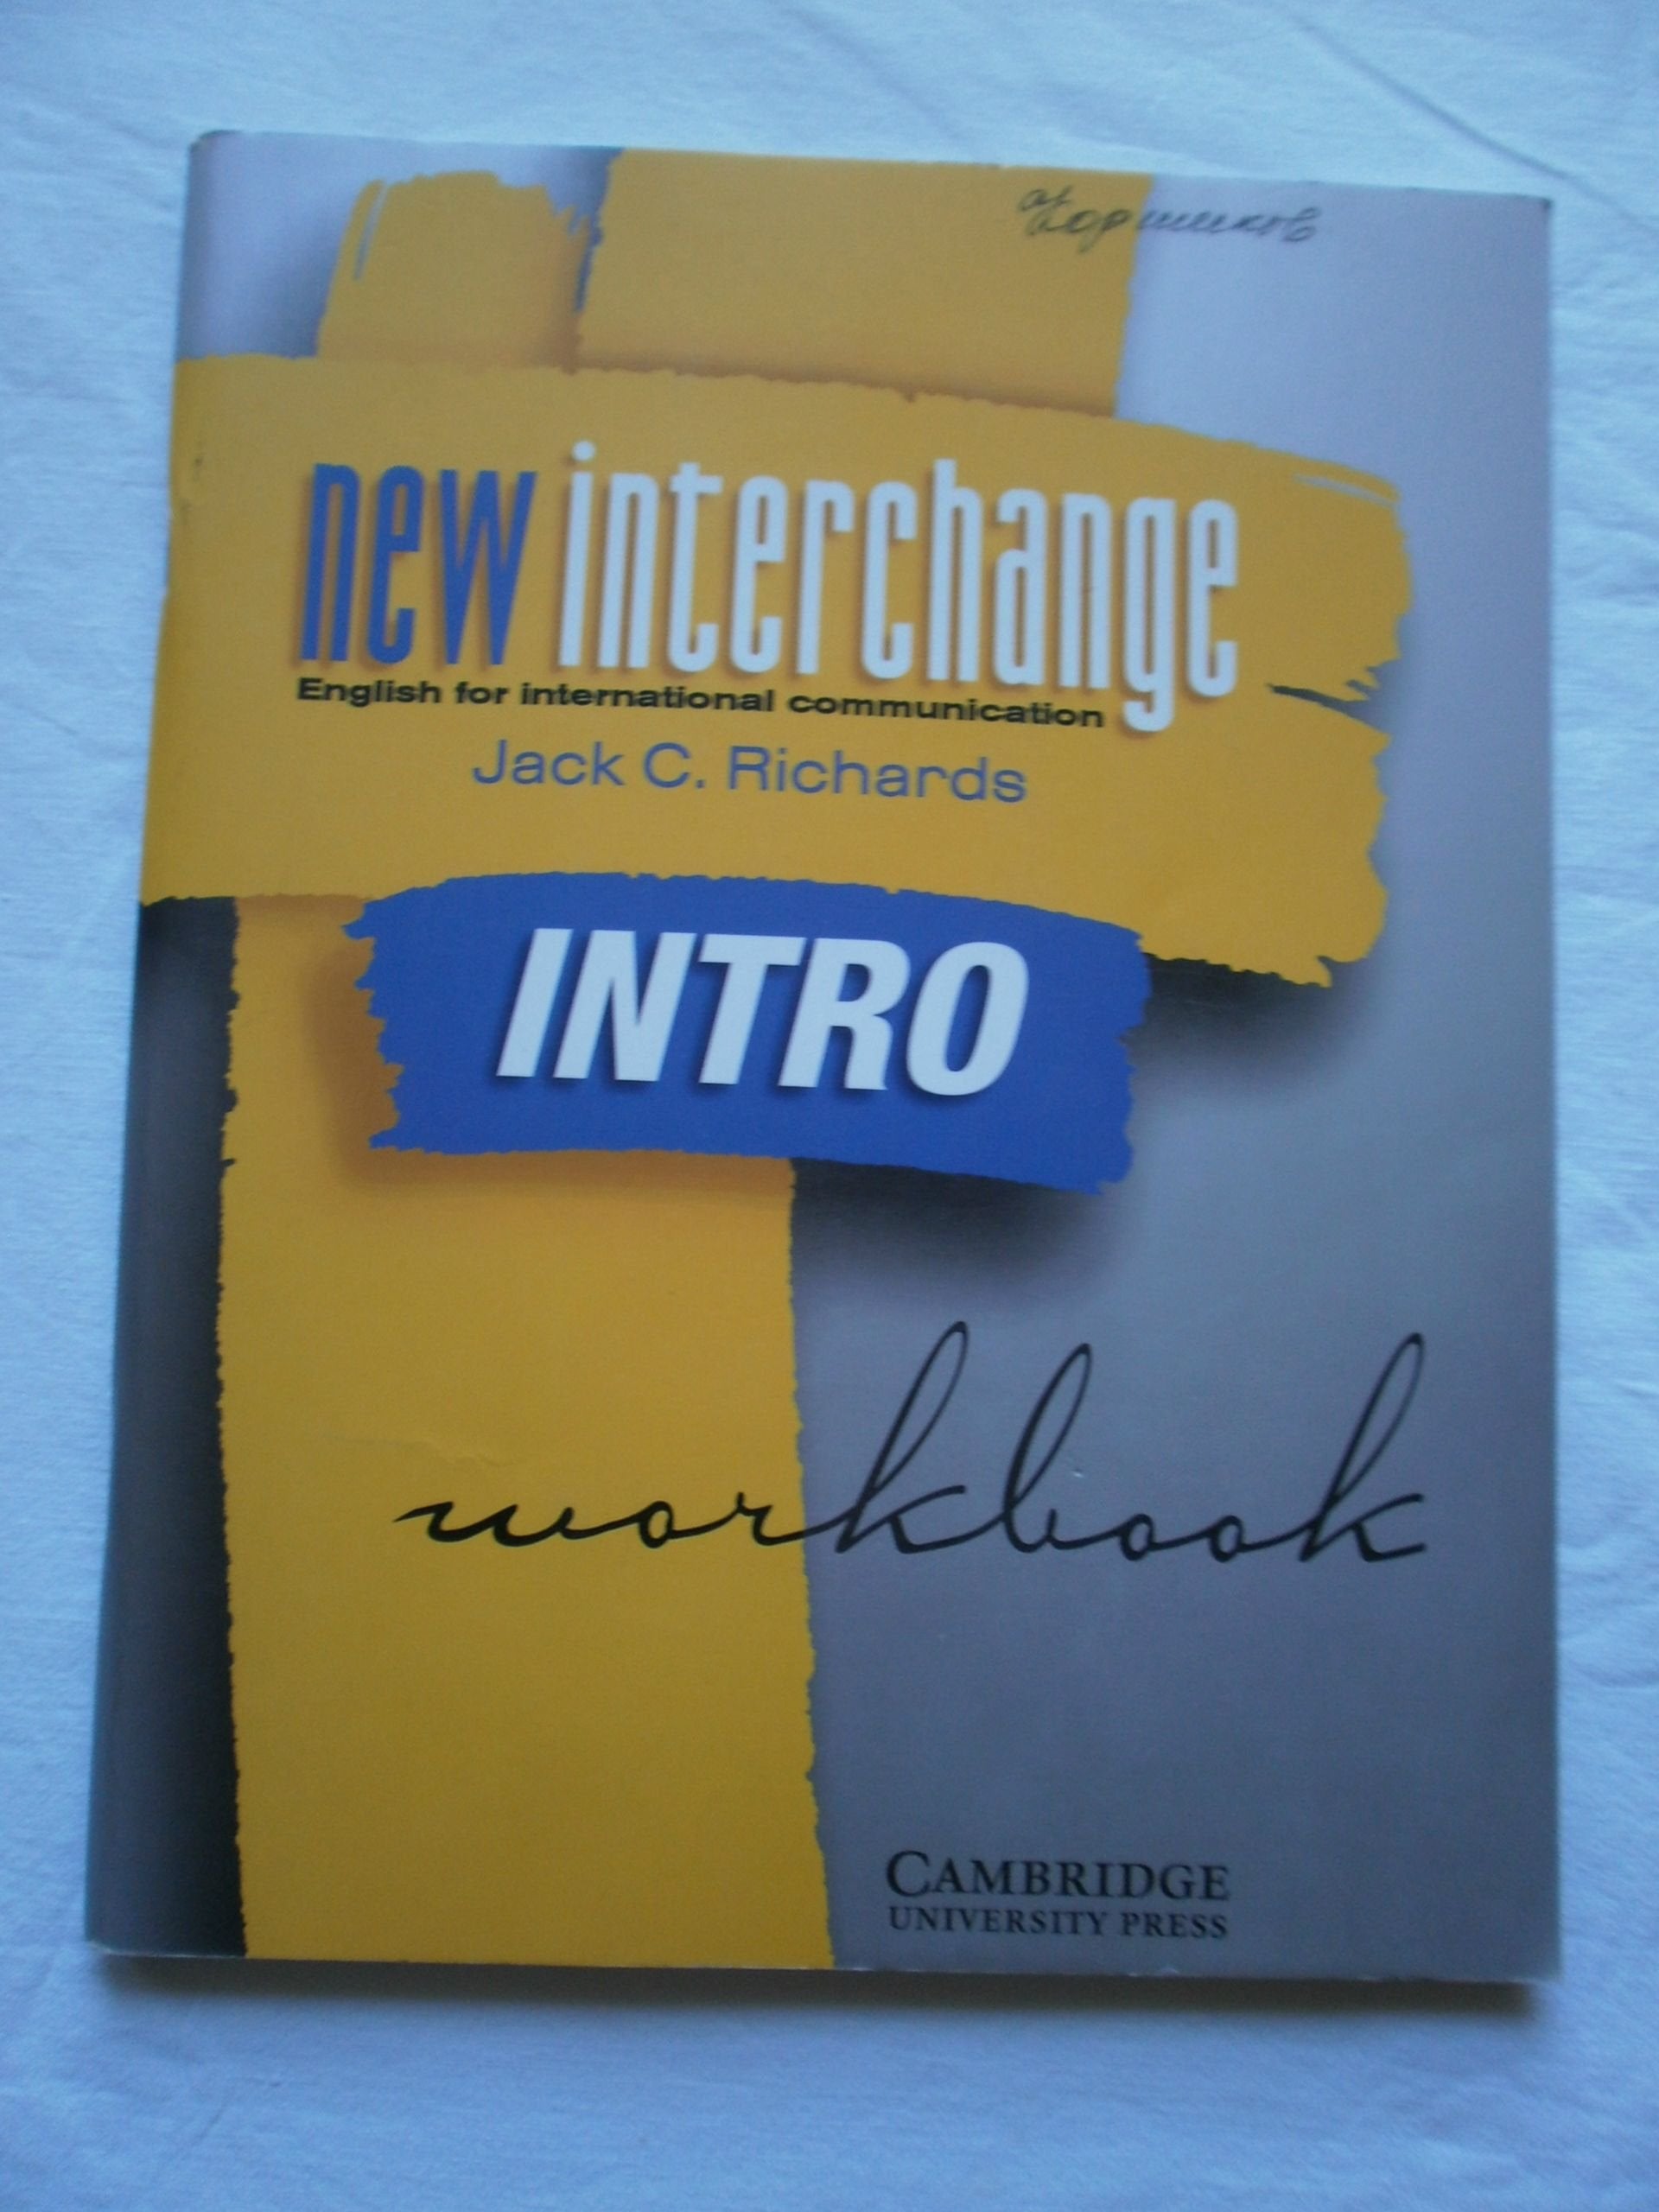 new interchange
English for international communication
Jack C. Richards
INTRO
workbook
CAMBRIDGE
UNIVERSITY PRESS